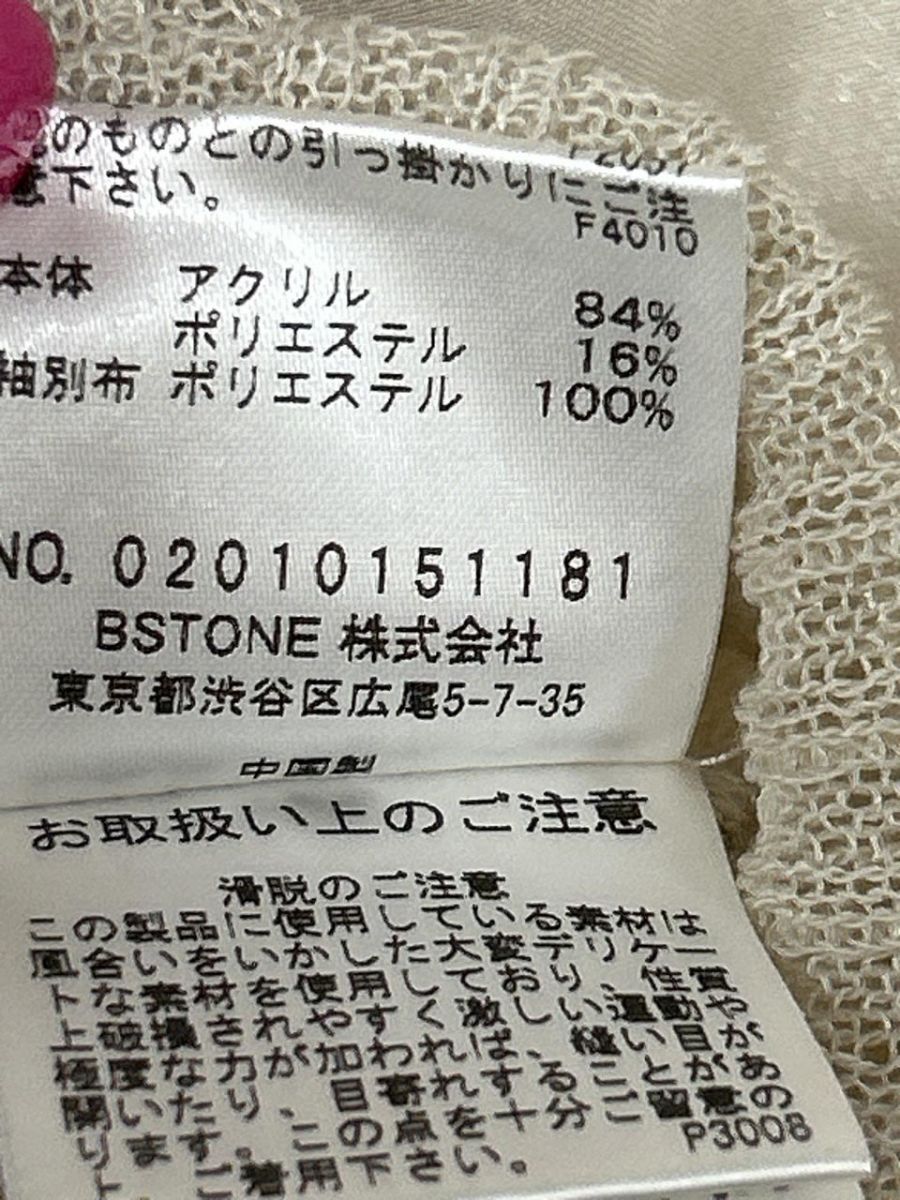 のものとの引っ掛かりにご注
意下さい。
F4010
本体 アクリル 84%
ポリエステル 16%
袖別布 ポリエステル 100%
NO. 02010151181
BSTONE 株式会社
東京都渋谷区広尾5-7-35
中国製
お取扱い上のご注意
滑脱のご注意
この製品に使用している素材は
風合いをいかした大変デリケー
トな素材を使用しており、性質
上破損されやすく激しい運動や
極度な力が加われば、縫い目が
開いたり、目寄れすることがあ
ります。この点を十分ご留意の
上、ご着用下さい。
P3008